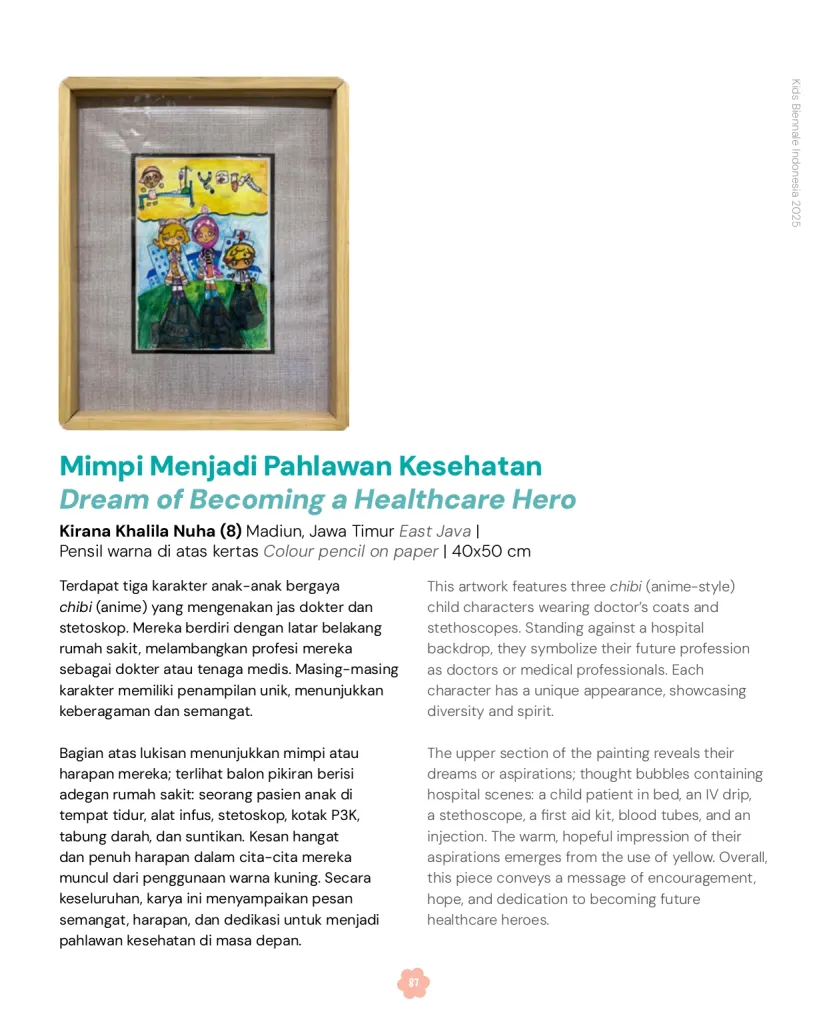 Kids Biennale Indonesia 2025
Mimpi Menjadi Pahlawan Kesehatan
Dream of Becoming a Healthcare Hero
Kirana Khalila Nuha (8) Madiun, Jawa Timur East Java |
Pensil warna di atas kertas Colour pencil on paper | 40x50 cm
Terdapat tiga karakter anak-anak bergaya
chibi (anime) yang mengenakan jas dokter dan
stetoskop. Mereka berdiri dengan latar belakang
rumah sakit, melambangkan profesi mereka
sebagai dokter atau tenaga medis. Masing-masing
karakter memiliki penampilan unik, menunjukkan
keberagaman dan semangat.
Bagian atas lukisan menunjukkan mimpi atau
harapan mereka; terlihat balon pikiran berisi
adegan rumah sakit: seorang pasien anak di
tempat tidur, alat infus, stetoskop, kotak P3K,
tabung darah, dan suntikan. Kesan hangat
dan penuh harapan dalam cita-cita mereka
muncul dari penggunaan warna kuning. Secara
keseluruhan, karya ini menyampaikan pesan
semangat, harapan, dan dedikasi untuk menjadi
pahlawan kesehatan di masa depan.
This artwork features three chibi (anime-style)
child characters wearing doctor's coats and
stethoscopes. Standing against a hospital
backdrop, they symbolize their future profession
as doctors or medical professionals. Each
character has a unique appearance, showcasing
diversity and spirit.
The upper section of the painting reveals their
dreams or aspirations; thought bubbles containing
hospital scenes: a child patient in bed, an IV drip,
a stethoscope, a first aid kit, blood tubes, and an
injection. The warm, hopeful impression of their
aspirations emerges from the use of yellow. Overall,
this piece conveys a message of encouragement,
hope, and dedication to becoming future
healthcare heroes.
87